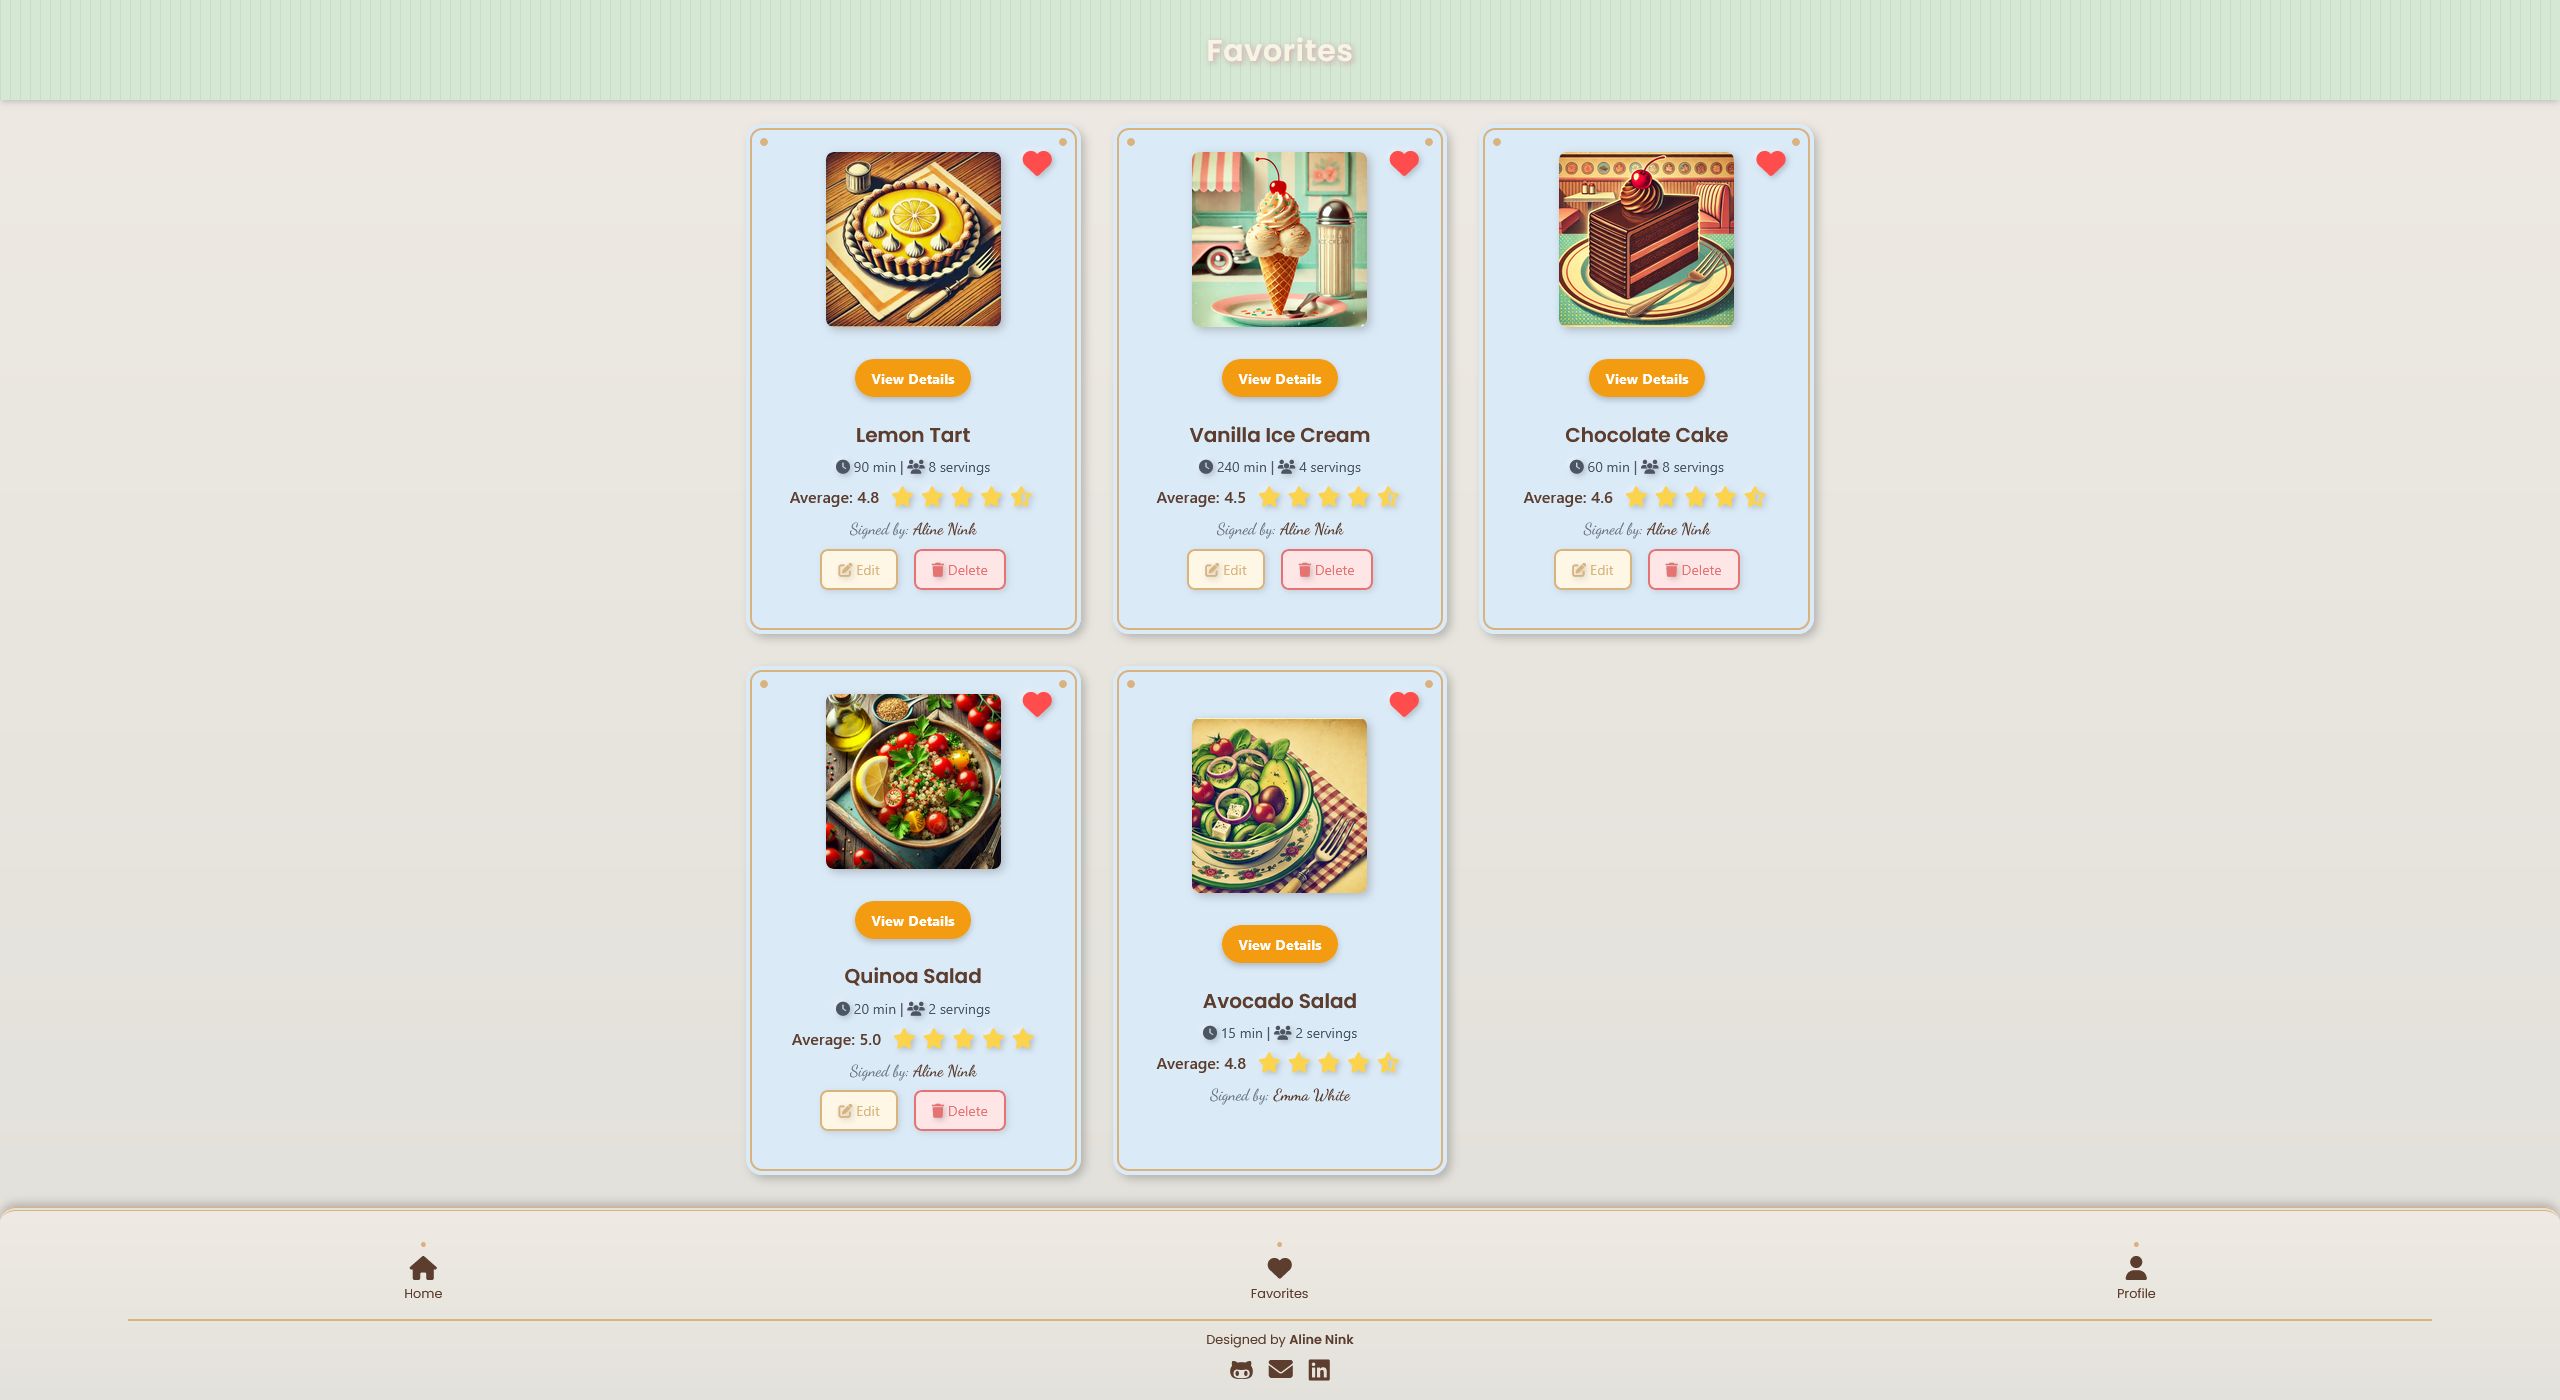 Favorites
View Details
Lemon Tart
90 min | 8 servings
Average: 4.8
Signed by: Aline Nink
Edit Delete
View Details
Vanilla Ice Cream
240 min | 4 servings
Average: 4.5
Signed by: Aline Nink
Edit Delete
View Details
Chocolate Cake
60 min | 8 servings
Average: 4.6
Signed by: Aline Nink
Edit Delete
View Details
Quinoa Salad
20 min | 2 servings
Average: 5.0
Signed by: Aline Nink
Edit Delete
View Details
Avocado Salad
15 min | 2 servings
Average: 4.8
Signed by: Emma White
Home
Favorites
Profile
Designed by Aline Nink
in